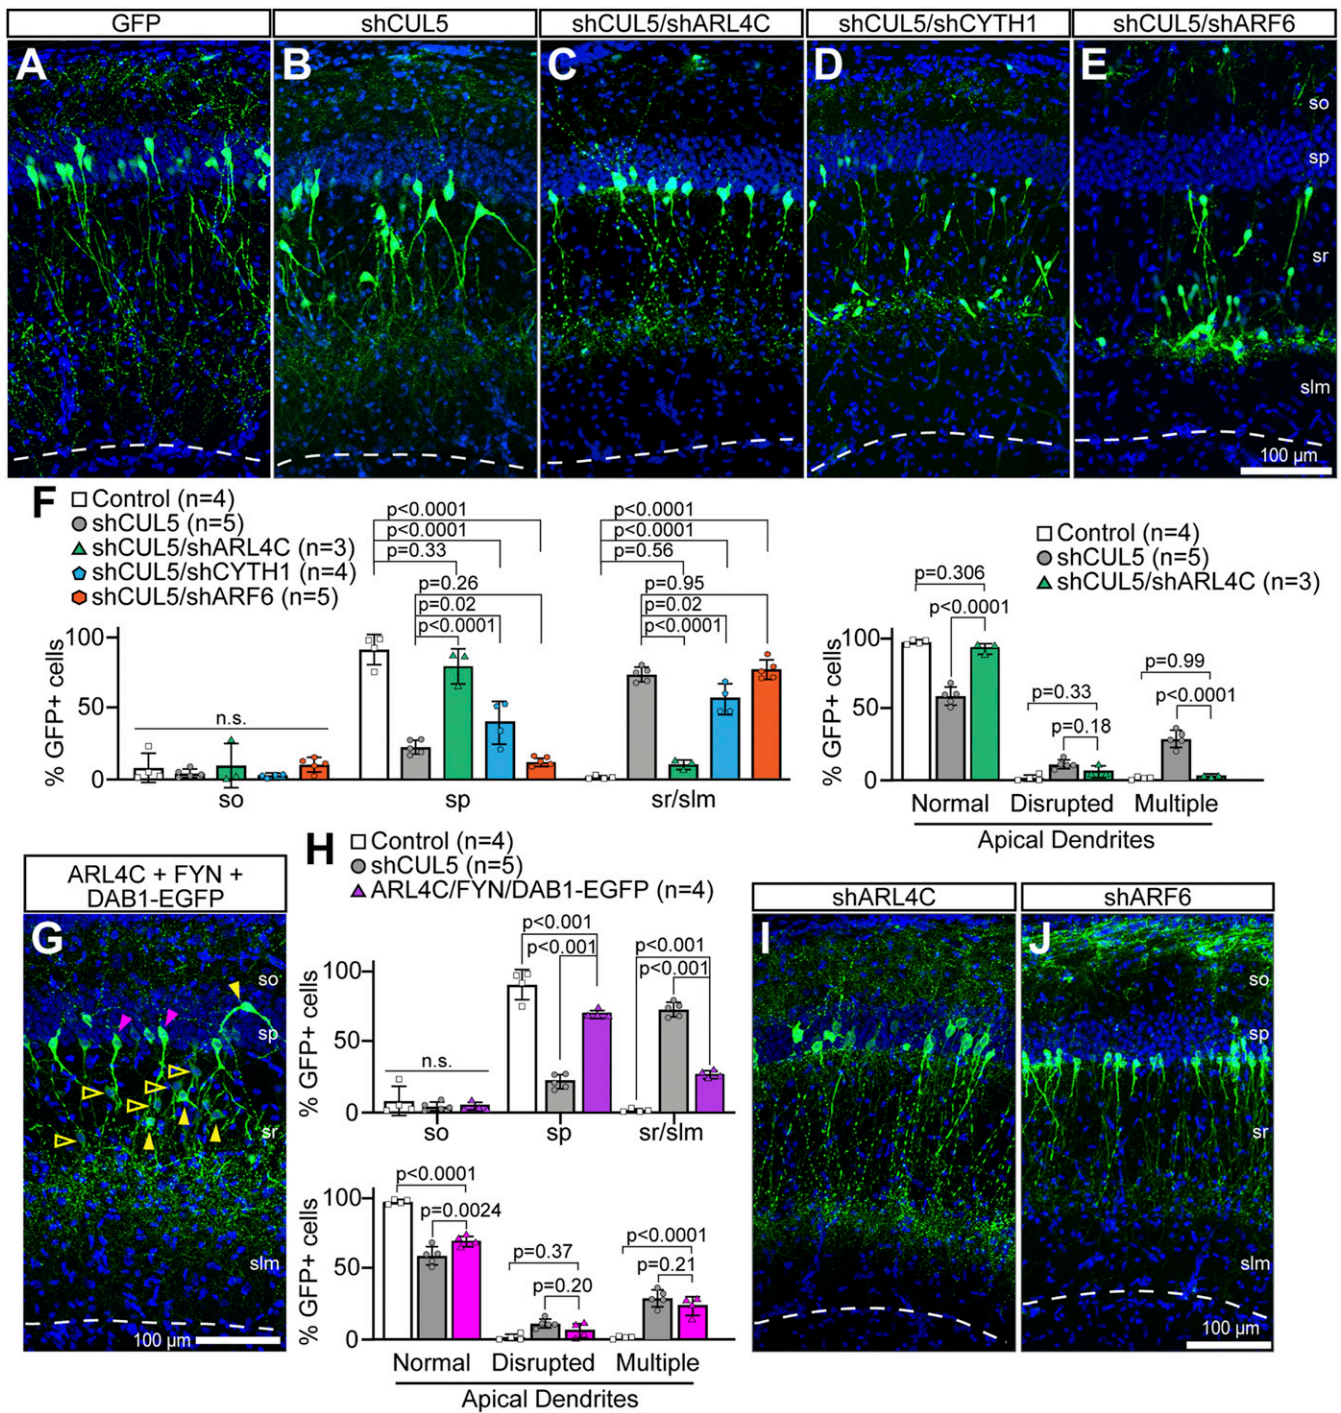 GFP
shCUL5
shCUL5/shARL4C
shCUL5/shCYTH1
shCUL5/shARF6
A
B
C
D
E
so
sp
sr
slm
100 µm
F
Control (n=4)
shCUL5 (n=5)
shCUL5/shARL4C (n=3)
shCUL5/shCYTH1 (n=4)
shCUL5/shARF6 (n=5)
p<0.0001
p<0.0001
p=0.33
p=0.26
p=0.02
p<0.0001
p<0.0001
p<0.0001
p=0.56
p=0.95
p=0.02
p<0.0001
n.s.
% GFP+ cells
100
50
0
so
sp
sr/slm
Control (n=4)
shCUL5 (n=5)
shCUL5/shARL4C (n=3)
p=0.306
p<0.0001
p=0.33
p=0.18
p=0.99
p<0.0001
% GFP+ cells
100
50
0
Normal
Disrupted
Multiple
Apical Dendrites
ARL4C + FYN +
DAB1-EGFP
G
so
sp
sr
slm
100 µm
H
Control (n=4)
shCUL5 (n=5)
ARL4C/FYN/DAB1-EGFP (n=4)
p<0.001
p<0.001
p<0.001
p<0.001
n.s.
% GFP+ cells
100
50
0
so
sp
sr/slm
p<0.0001
p=0.0024
p=0.37
p=0.20
p<0.0001
p=0.21
% GFP+ cells
100
50
0
Normal
Disrupted
Multiple
Apical Dendrites
shARL4C
shARF6
I
J
so
sp
sr
slm
100 µm